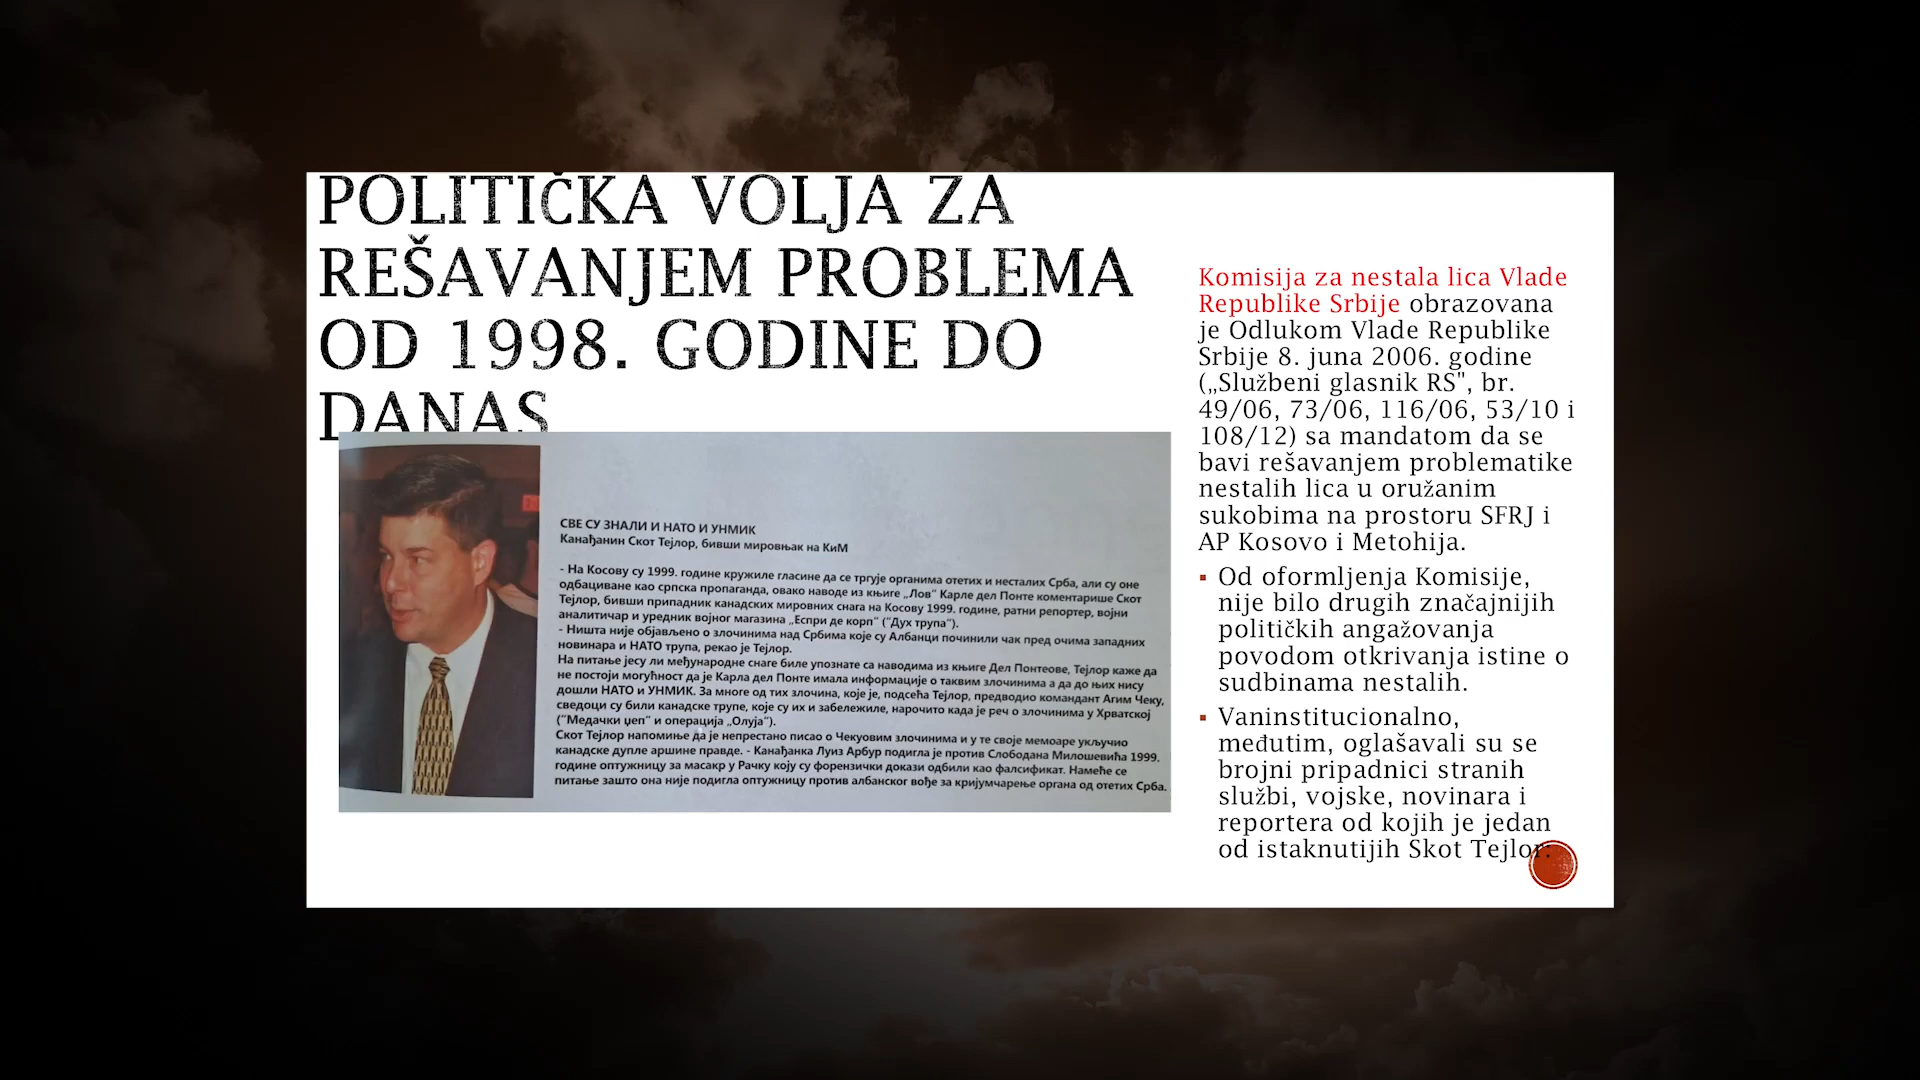 POLITIČKA VOLJA ZA
REŠAVANJEM PROBLEMA
OD 1998. GODINE DO
DANAS
СВЕ СУ ЗНАЛИ И НАТО И УНМИК
Канађанин Скот Тејлор, бивши мировњак на КиМ
- На Косову су 1999. године кружиле гласине да се тргује органима отетих и несталих Срба, али су оне
одбациване као српска пропаганда, овако наводе из књиге „Лов“ Карле дел Понте коментарише Скот
Тејлор, бивши припадник канадских мировних снага на Косову 1999. године, ратни репортер, војни
аналитичар и уредник војног магазина „Еспри де корп“ (“Дух трупа“).
- Ништа није објављено о злочинима над Србима које су Албанци починили чак пред очима западних
новинара и НАТО трупа, рекао је Тејлор.
На питање јесу ли међународне снаге биле упознате са наводима из књиге Дел Понтеове, Тејлор каже да
не постоји могућност да је Карла дел Понте имала информације о таквим злочинима а да до њих нису
дошли НАТО и УНМИК. За многе од тих злочина, које је, подсећа Тејлор, предводио командант Агим Чеку,
сведоци су били канадске трупе, које су их и забележиле, нарочито када је реч о злочинима у Хрватској
(“Медачки џеп“ и операција „Олуја“).
Скот Тејлор напомиње да је непрестано писао о Чекуовим злочинима и у те своје мемоаре укључио
канадске дупле аршине правде. - Канађанка Луиз Арбур подигла је против Слободана Милошевића 1999.
године оптужницу за масакр у Рачку коју су форензички докази одбили као фалсификат. Намеће се
питање зашто она није подигла оптужницу против албанског вође за кријумчарење органа од отетих Срба.
Komisija za nestala lica Vlade
Republike Srbije obrazovana
je Odlukom Vlade Republike
Srbije 8. juna 2006. godine
(„Službeni glasnik RS", br.
49/06, 73/06, 116/06, 53/10 i
108/12) sa mandatom da se
bavi rešavanjem problematike
nestalih lica u oružanim
sukobima na prostoru SFRJ i
AP Kosovo i Metohija.
▪ Od oformljenja Komisije,
nije bilo drugih značajnijih
političkih angažovanja
povodom otkrivanja istine o
sudbinama nestalih.
▪ Vaninstitucionalno,
međutim, oglašavali su se
brojni pripadnici stranih
službi, vojske, novinara i
reportera od kojih je jedan
od istaknutijih Skot Tejlor.